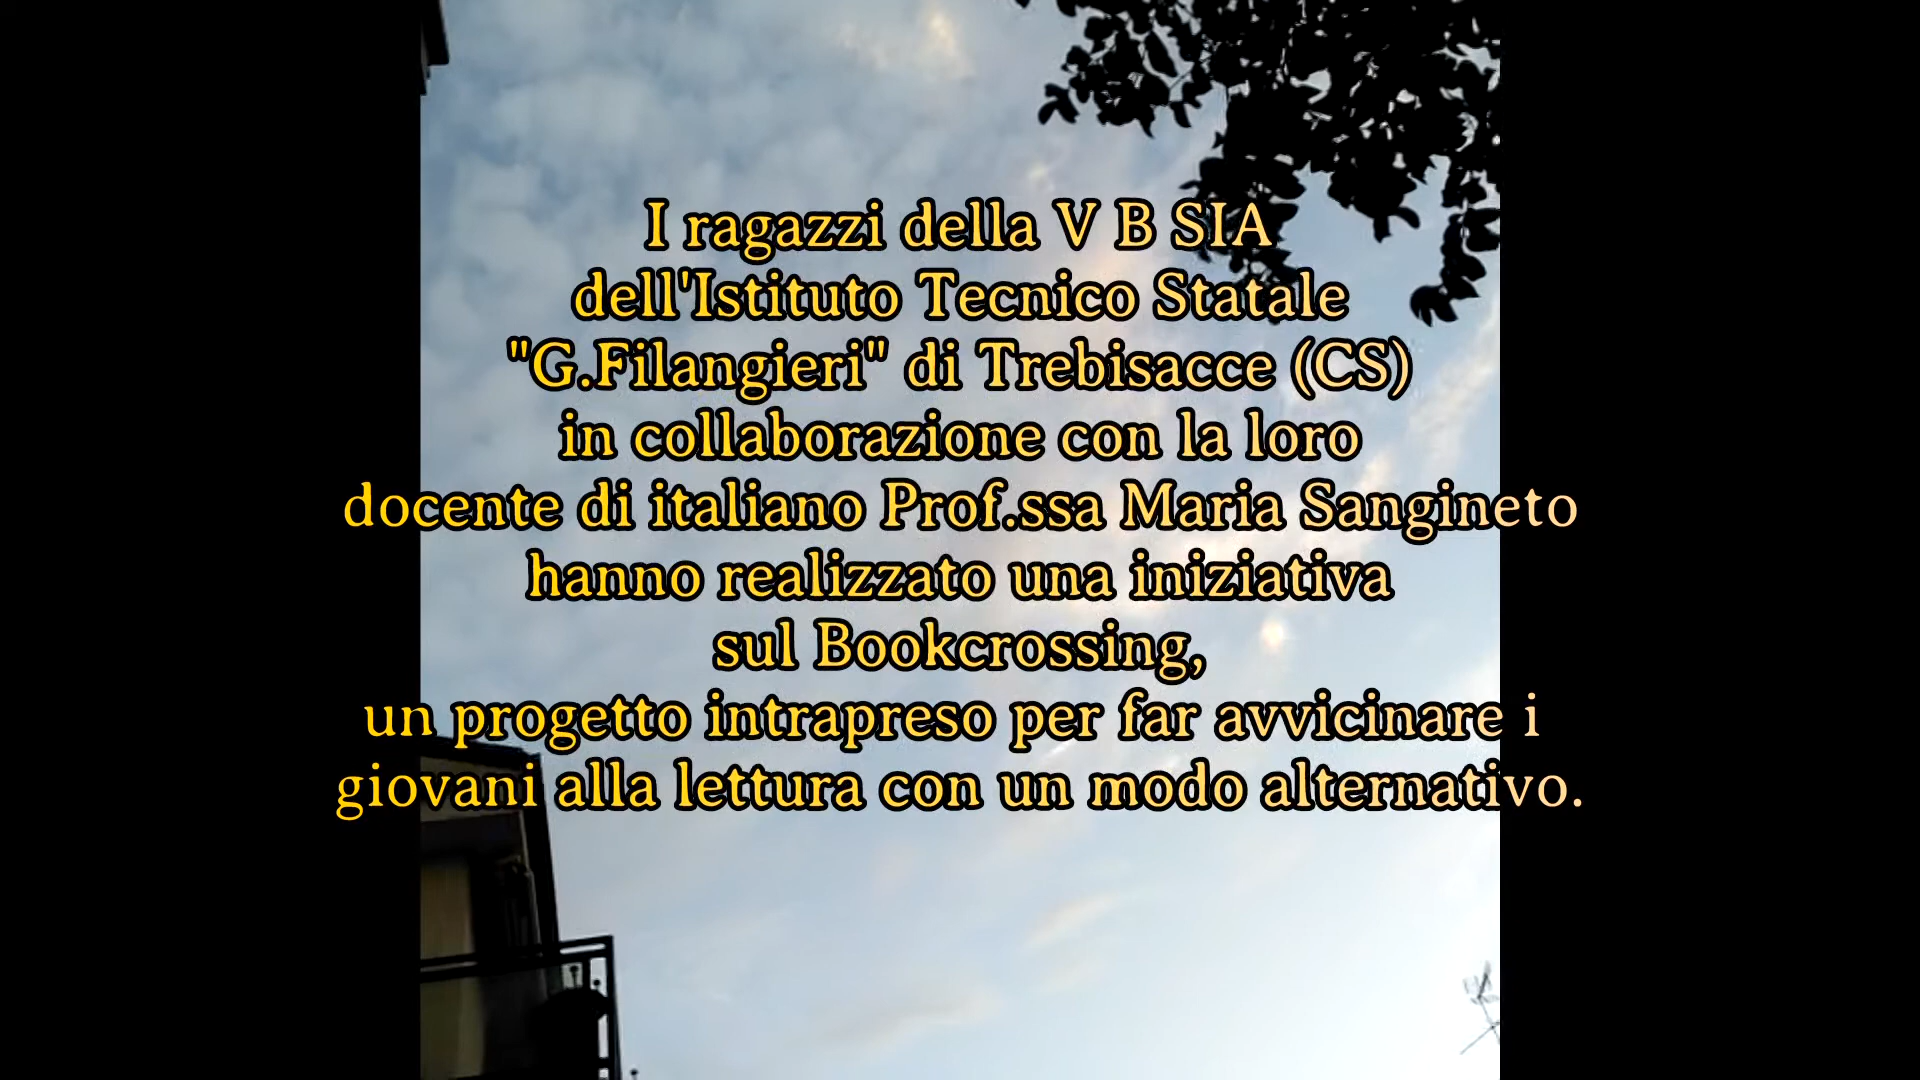 I ragazzi della V B SIA
dell'Istituto Tecnico Statale
"G.Filangieri" di Trebisacce (CS)
in collaborazione con la loro
docente di italiano Prof.ssa Maria Sangineto
hanno realizzato una iniziativa
sul Bookcrossing,
un progetto intrapreso per far avvicinare i
giovani alla lettura con un modo alternativo.